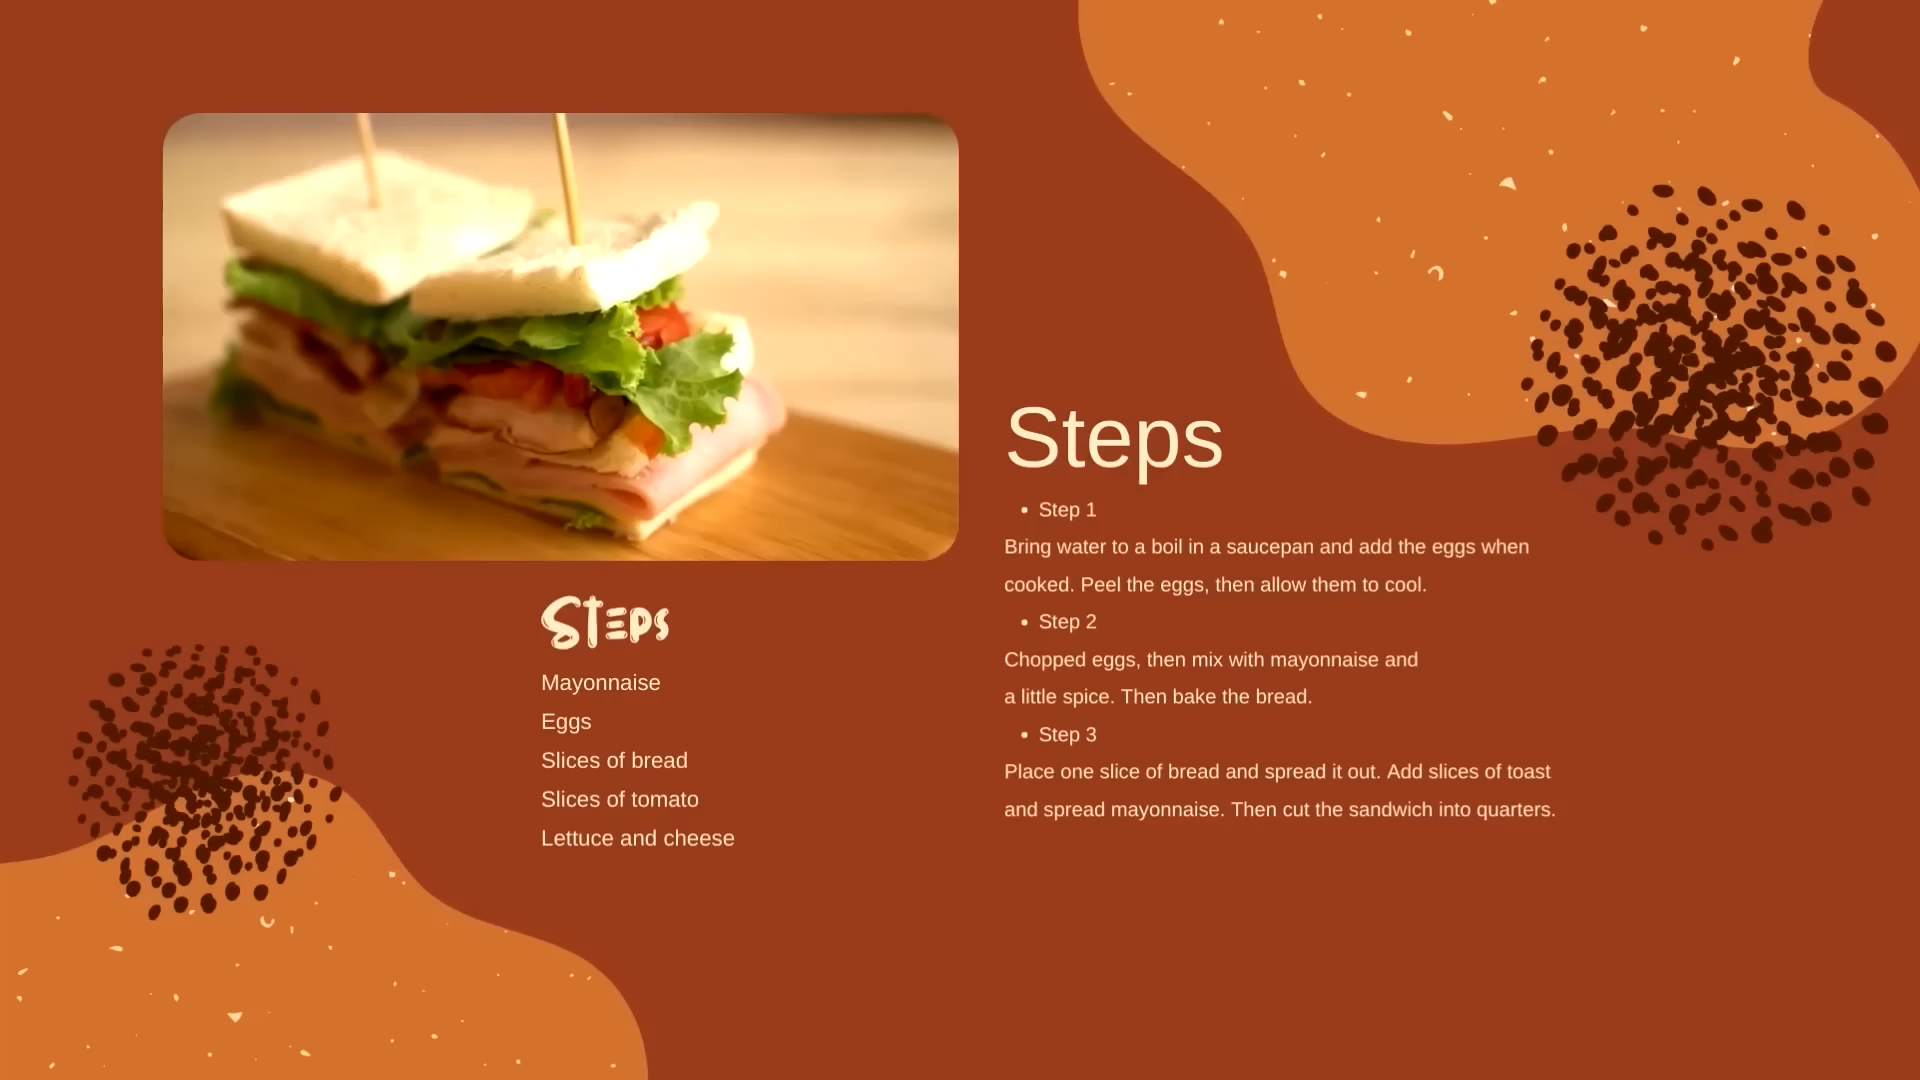 Steps
Mayonnaise
Eggs
Slices of bread
Slices of tomato
Lettuce and cheese
Steps
• Step 1
Bring water to a boil in a saucepan and add the eggs when
cooked. Peel the eggs, then allow them to cool.
• Step 2
Chopped eggs, then mix with mayonnaise and
a little spice. Then bake the bread.
• Step 3
Place one slice of bread and spread it out. Add slices of toast
and spread mayonnaise. Then cut the sandwich into quarters.